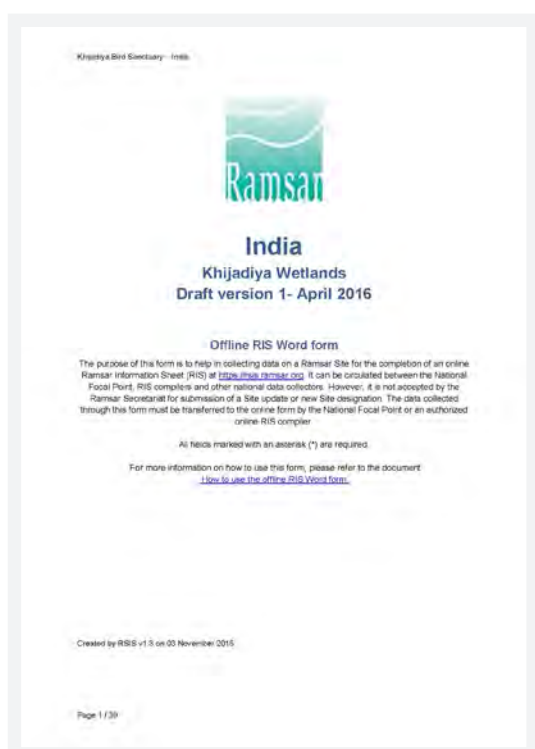 Khijadiya Bird Sanctuary - India
Ramsar
India
Khijadiya Wetlands
Draft version 1- April 2016
Offline RIS Word form
The purpose of this form is to help in collecting data on a Ramsar Site for the completion of an online
Ramsar Information Sheet (RIS) at https://rsis.ramsar.org. It can be circulated between the National
Focal Point, RIS compilers and other national data collectors. However, it is not accepted by the
Ramsar Secretariat for submission of a Site update or new Site designation. The data collected
through this form must be transferred to the online form by the National Focal Point or an authorized
online RIS compiler
All fields marked with an asterisk (*) are required.
For more information on how to use this form, please refer to the document
How to use the offline RIS Word form.
Created by RSIS v1.6 on 03 November 2015
Page 1 / 39